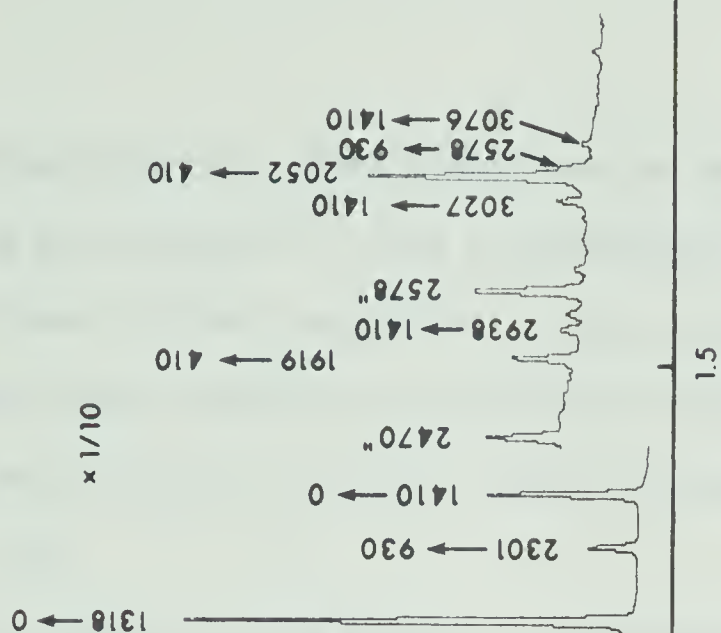 1318 → 0
2301 → 930
1410 → 0
2470"
x 1/10
1919 → 410
1.5
2938 → 1410
2578"
3027 → 1410
2052 → 410
2578 → 930
3076 → 1410